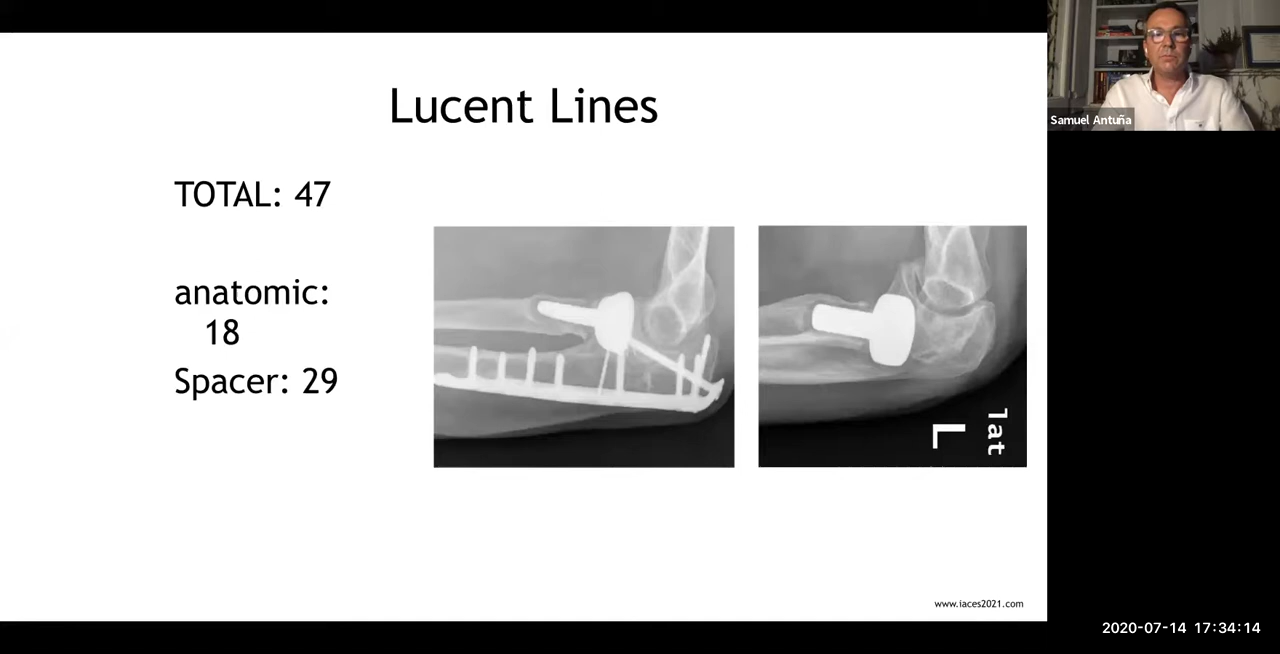 Lucent Lines
TOTAL: 47
anatomic:
18
Spacer: 29
L
lat
www.iaces2021.com
Samuel Antuña
2020-07-14 17:34:14